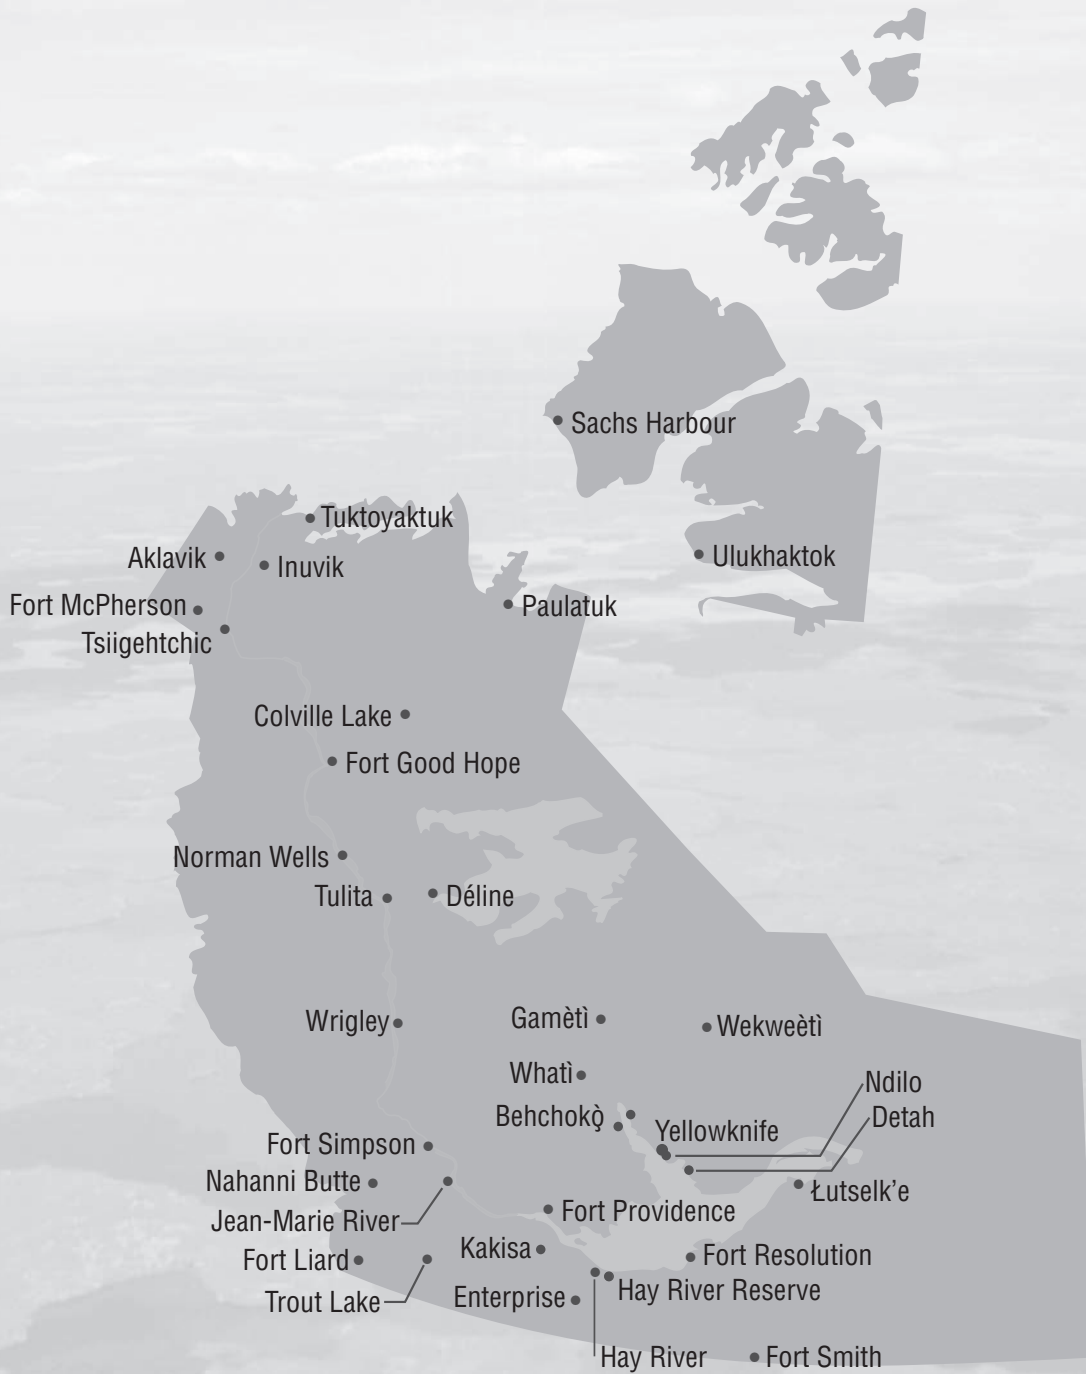 Sachs Harbour
Tuktoyaktuk
Aklavik
Inuvik
Ulukhaktok
Fort McPherson
Paulatuk
Tsiigehtchic
Colville Lake
Fort Good Hope
Norman Wells
Tulita
Déline
Wrigley
Gamètì
Wekweètì
Whatì
Ndilo
Behchokǫ̀
Detah
Yellowknife
Fort Simpson
Nahanni Butte
Łutselk’e
Jean-Marie River
Fort Providence
Kakisa
Fort Resolution
Fort Liard
Hay River Reserve
Trout Lake
Enterprise
Hay River
Fort Smith